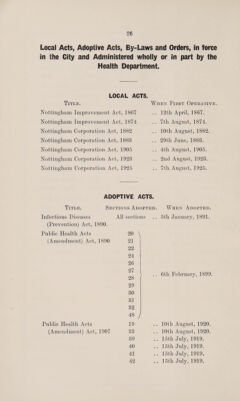 26
Local Acts, Adoptive Acts, By-Laws and Orders, in force
in the City and Administered wholly or in part by the
Health Department.
LOCAL ACTS.
TITLE. WHEN FIRST OPERATIVE.
Nottingham Improvement Act, 1867 .. 12th April, 1867.
Nottingham Improvement Act, 1874 .. 7th August, 1874.
Nottingham Corporation Act, 1882 .. 10th August, 1882.
Nottingham Corporation Act, 1883 .. 29th June, 1883.
Nottingham Corporation Act, 1905 .. 4th August, 1905.
Nottingham Corporation Act, 1923 .. 2nd August, 1923.
Nottingham Corporation Act, 1925 .. 7th August, 1925.
ADOPTIVE ACTS.
TITLE. SECTIONS ADOPTED. WHEN ADOPTED.
Infectious Diseases All sections .. 5th January, 1891.
(Prevention) Act, 1890.
Public Health Acts 20
(Amendment) Act, 1890 21
23
24
26
27
28 .. 6th February, 1899.
30
31
32
48
Public Health Acts 19 .. 10th August, 1920.
(Amendment) Act, 1907 25 .. 10th August, 1920.
39 .. 15th July, 1919.
40 .. 15th July, 1919.
41 .. 15th July, 1919.
42 .. 15th July, 1919.